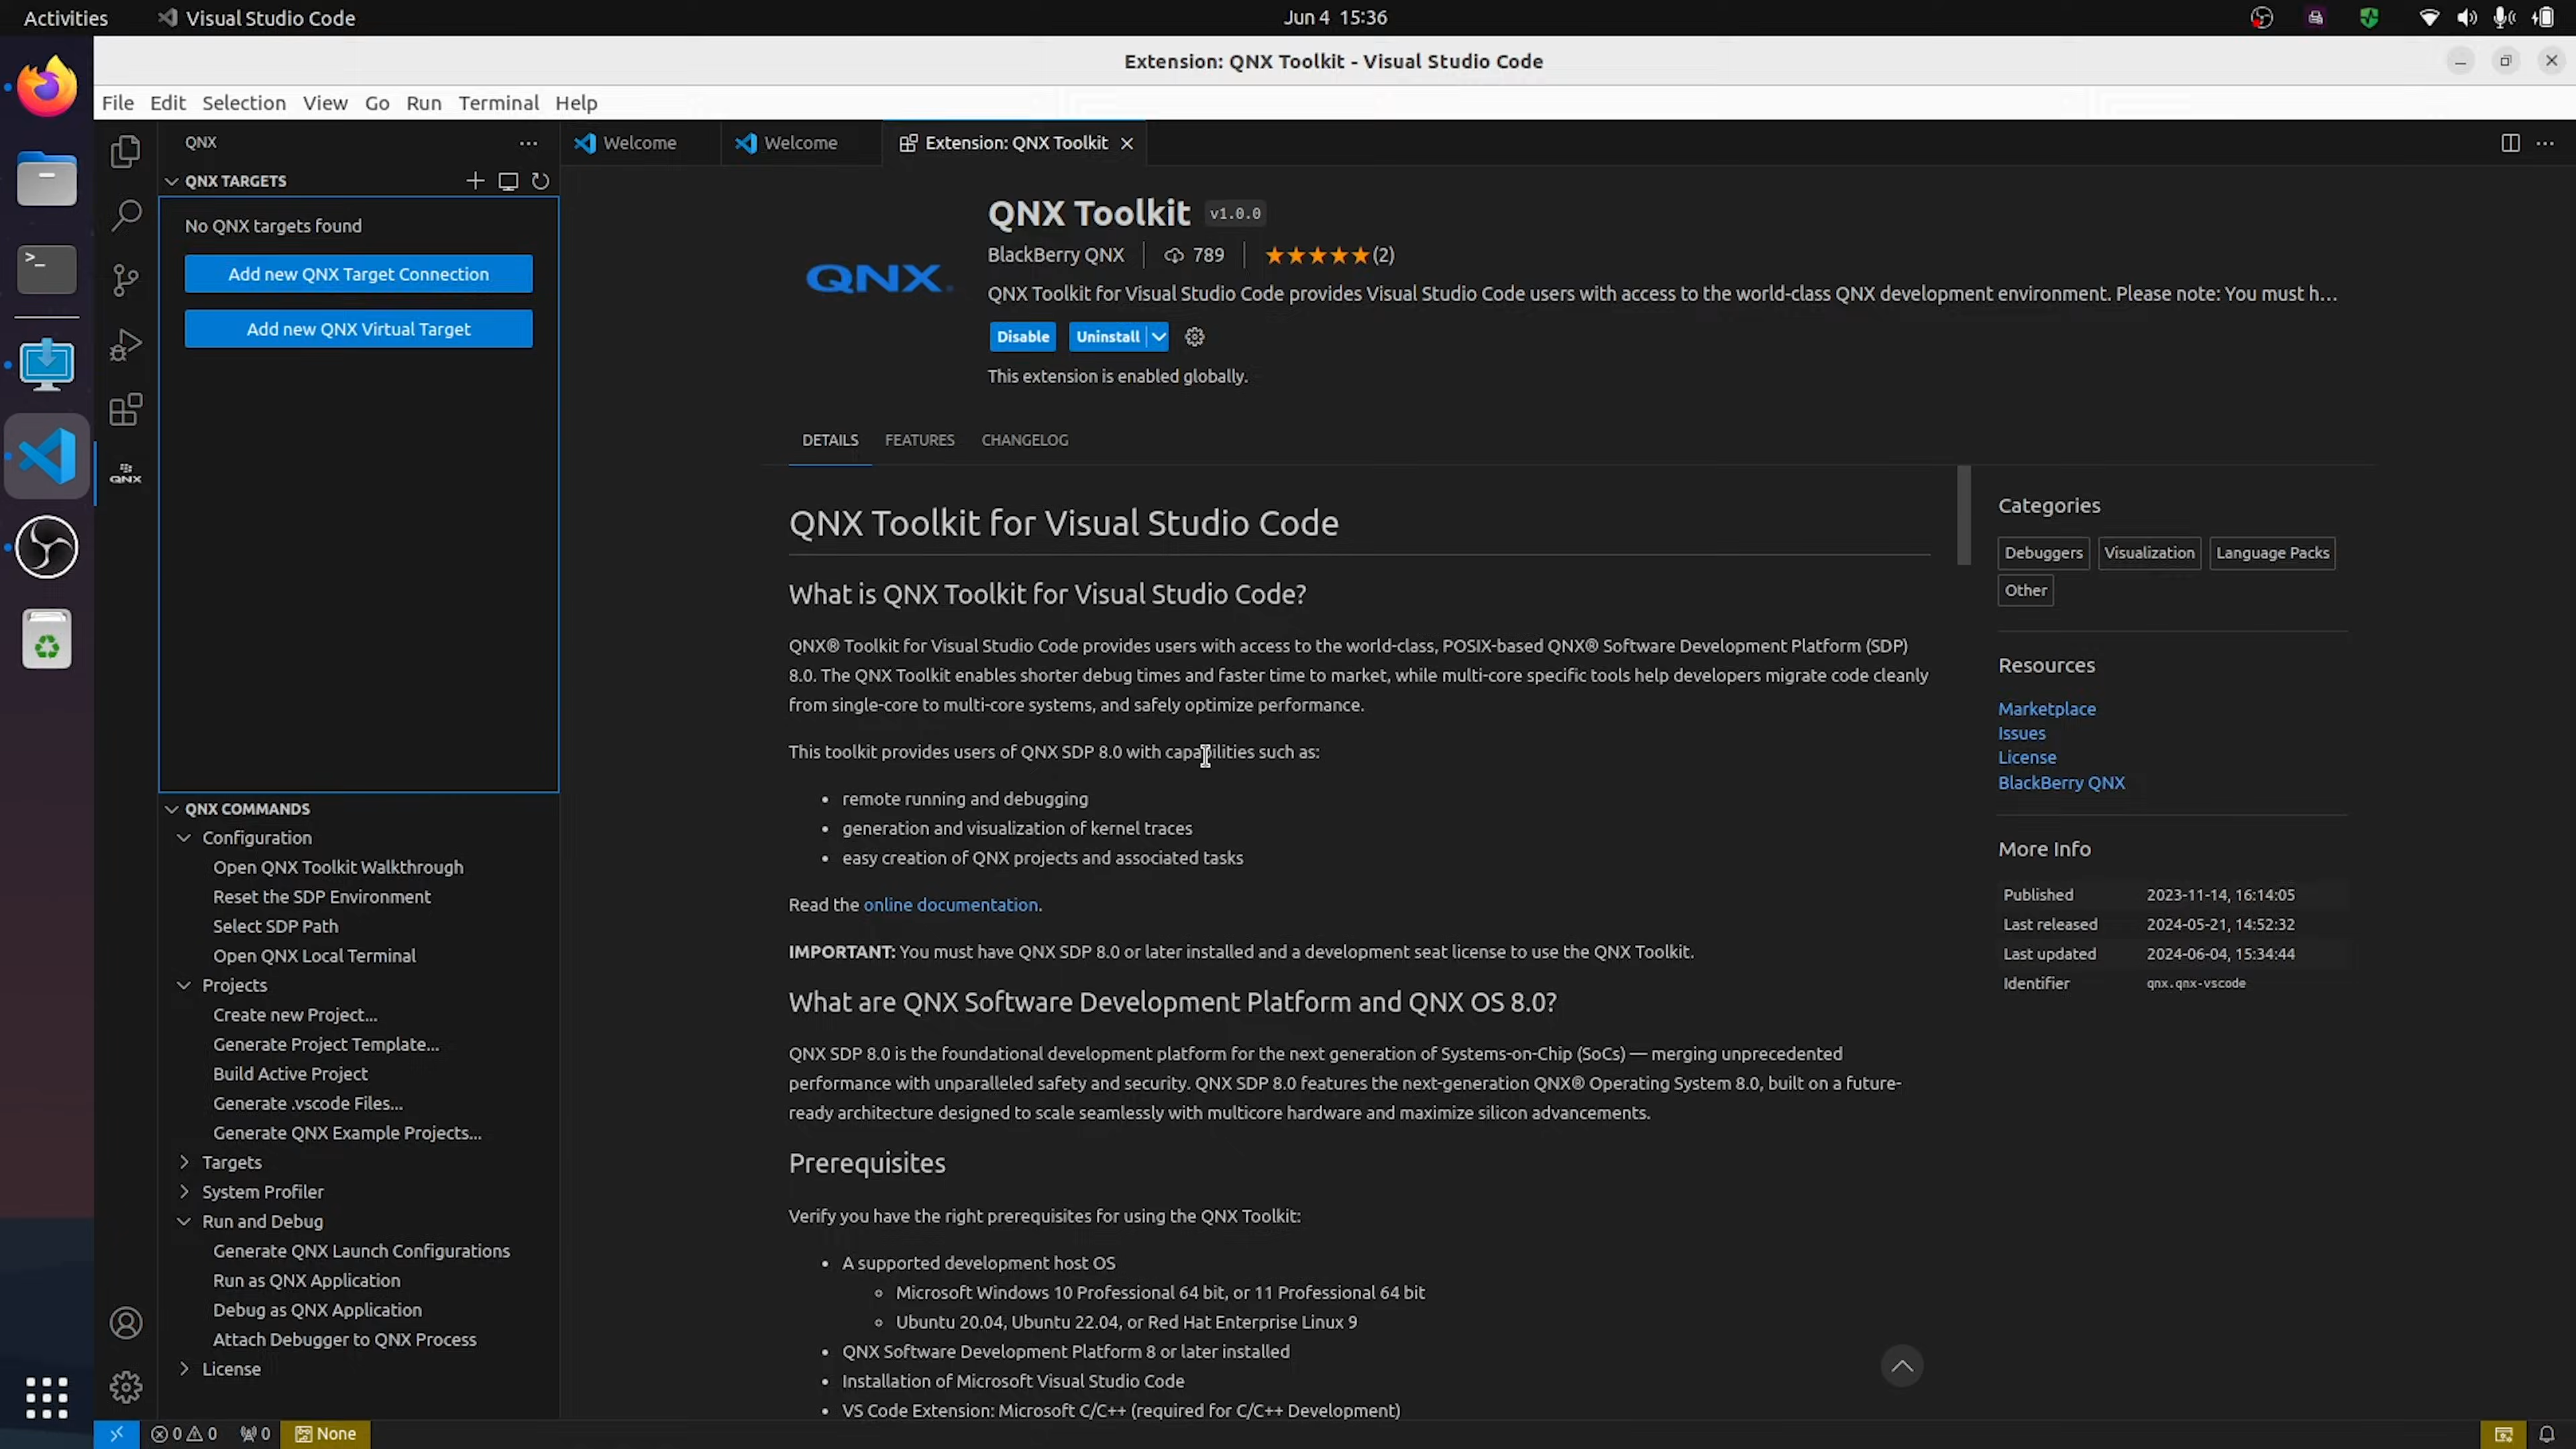 Activities
Visual Studio Code
Jun 4 15:36
Extension: QNX Toolkit - Visual Studio Code
File Edit Selection View Go Run Terminal Help
QNX
QNX TARGETS
No QNX targets found
Add new QNX Target Connection
Add new QNX Virtual Target
QNX
QNX COMMANDS
Configuration
Open QNX Toolkit Walkthrough
Reset the SDP Environment
Select SDP Path
Open QNX Local Terminal
Projects
Create new Project...
Generate Project Template...
Build Active Project
Generate .vscode Files...
Generate QNX Example Projects...
Targets
System Profiler
Run and Debug
Generate QNX Launch Configurations
Run as QNX Application
Debug as QNX Application
Attach Debugger to QNX Process
License
Welcome
Welcome
Extension: QNX Toolkit
QNX
QNX Toolkit v1.0.0
BlackBerry QNX 789 (2)
QNX Toolkit for Visual Studio Code provides Visual Studio Code users with access to the world-class QNX development environment. Please note: You must h...
Disable Uninstall
This extension is enabled globally.
DETAILS FEATURES CHANGELOG
QNX Toolkit for Visual Studio Code
What is QNX Toolkit for Visual Studio Code?
QNX® Toolkit for Visual Studio Code provides users with access to the world-class, POSIX-based QNX® Software Development Platform (SDP)
8.0. The QNX Toolkit enables shorter debug times and faster time to market, while multi-core specific tools help developers migrate code cleanly
from single-core to multi-core systems, and safely optimize performance.
This toolkit provides users of QNX SDP 8.0 with capabilities such as:
• remote running and debugging
• generation and visualization of kernel traces
• easy creation of QNX projects and associated tasks
Read the online documentation.
IMPORTANT: You must have QNX SDP 8.0 or later installed and a development seat license to use the QNX Toolkit.
What are QNX Software Development Platform and QNX OS 8.0?
QNX SDP 8.0 is the foundational development platform for the next generation of Systems-on-Chip (SoCs) — merging unprecedented
performance with unparalleled safety and security. QNX SDP 8.0 features the next-generation QNX® Operating System 8.0, built on a future-
ready architecture designed to scale seamlessly with multicore hardware and maximize silicon advancements.
Prerequisites
Verify you have the right prerequisites for using the QNX Toolkit:
• A supported development host OS
◦ Microsoft Windows 10 Professional 64 bit, or 11 Professional 64 bit
◦ Ubuntu 20.04, Ubuntu 22.04, or Red Hat Enterprise Linux 9
• QNX Software Development Platform 8 or later installed
• Installation of Microsoft Visual Studio Code
• VS Code Extension: Microsoft C/C++ (required for C/C++ Development)
Categories
Debuggers Visualization Language Packs
Other
Resources
Marketplace
Issues
License
BlackBerry QNX
More Info
Published 2023-11-14, 16:14:05
Last released 2024-05-21, 14:52:32
Last updated 2024-06-04, 15:34:44
Identifier qnx.qnx-vscode
0 0 0 None